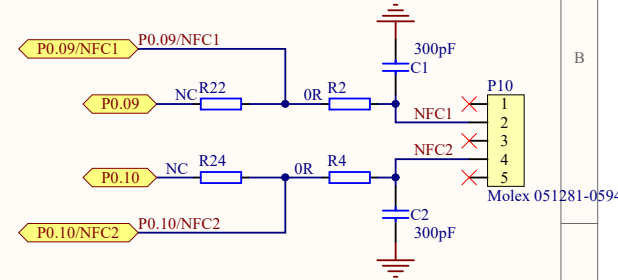 300pF
P0.09/NFC1
P0.09/NFC1
C1
B
P0.09
NC
R22
0R
R2
P10
NFC1
1
2
3
4
5
NFC2
P0.10
NC
R24
0R
R4
Molex 051281-0594
P0.10/NFC2
P0.10/NFC2
C2
300pF